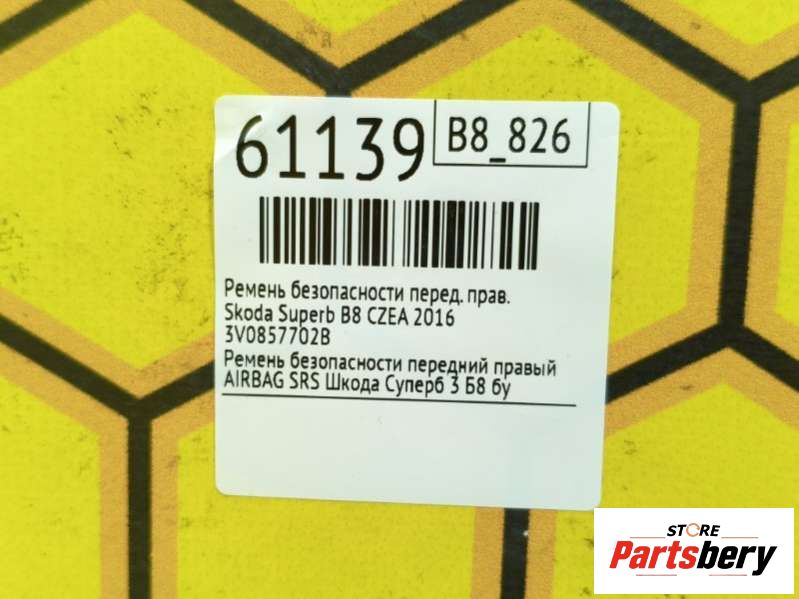 61139
B8_826
Ремень безопасности перед. прав.
Skoda Superb B8 CZEA 2016
3V0857702B
Ремень безопасности передний правый
AIRBAG SRS Шкода Суперб 3 Б8 бу
STORE
Partsbery